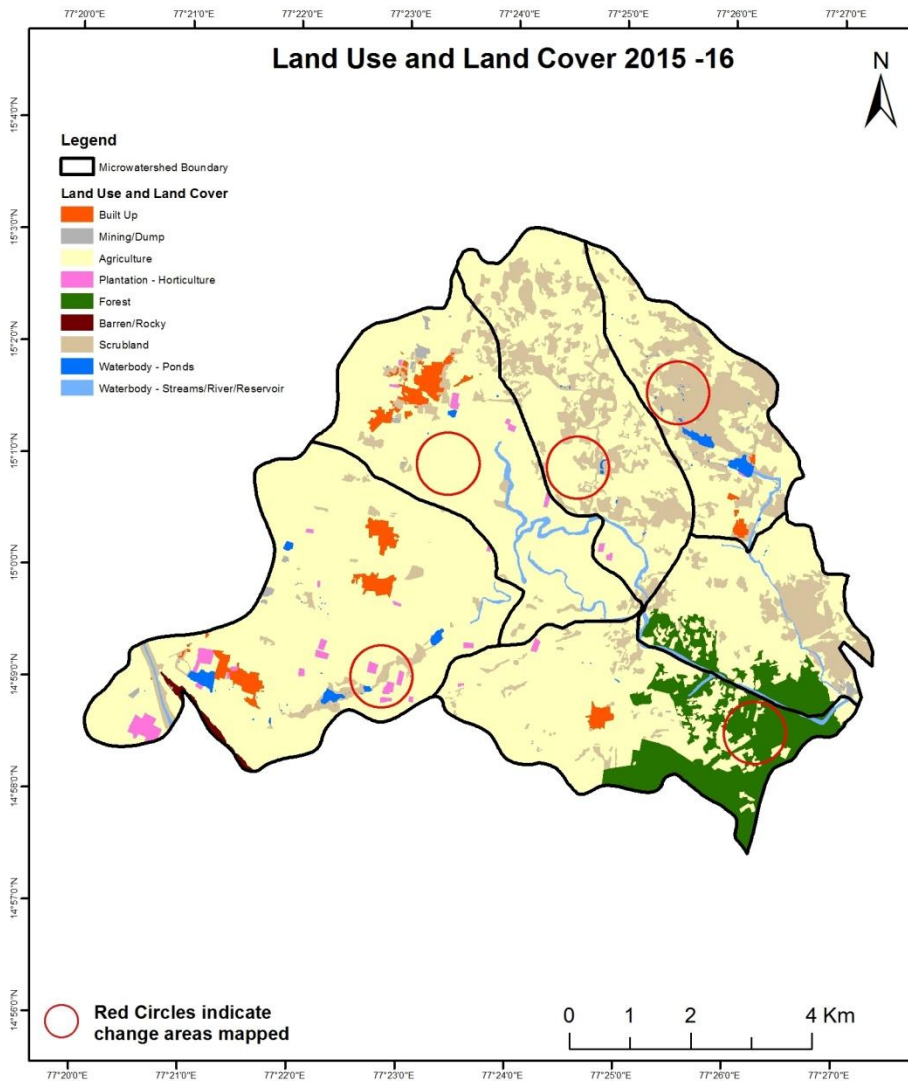 77°20'0"E 77°21'0"E 77°22'0"E 77°23'0"E 77°24'0"E 77°25'0"E 77°26'0"E 77°27'0"E
Land Use and Land Cover 2015 -16
N
Legend
Microwatershed Boundary
Land Use and Land Cover
Built Up
Mining/Dump
Agriculture
Plantation - Horticulture
Forest
Barren/Rocky
Scrubland
Waterbody - Ponds
Waterbody - Streams/River/Reservoir
15°4'0"N
15°3'0"N
15°2'0"N
15°1'0"N
15°0'0"N
14°59'0"N
14°58'0"N
14°57'0"N
14°56'0"N
Red Circles indicate
change areas mapped
0 1 2 4 Km
77°20'0"E 77°21'0"E 77°22'0"E 77°23'0"E 77°24'0"E 77°25'0"E 77°26'0"E 77°27'0"E